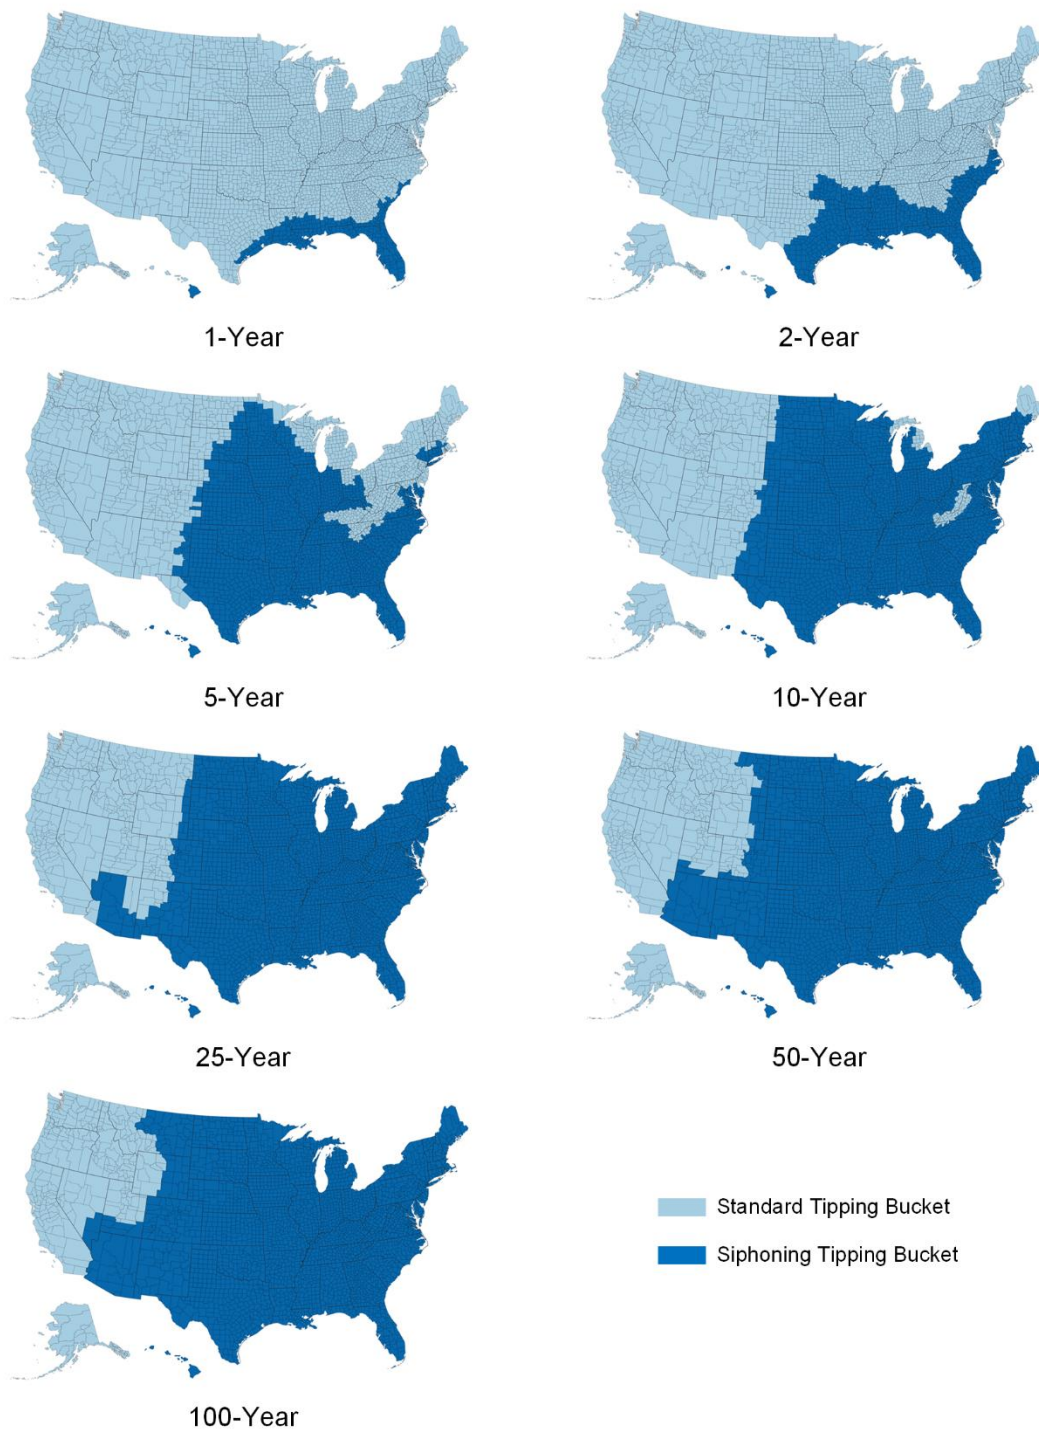 1-Year
2-Year
5-Year
10-Year
25-Year
50-Year
100-Year
Standard Tipping Bucket
Siphoning Tipping Bucket